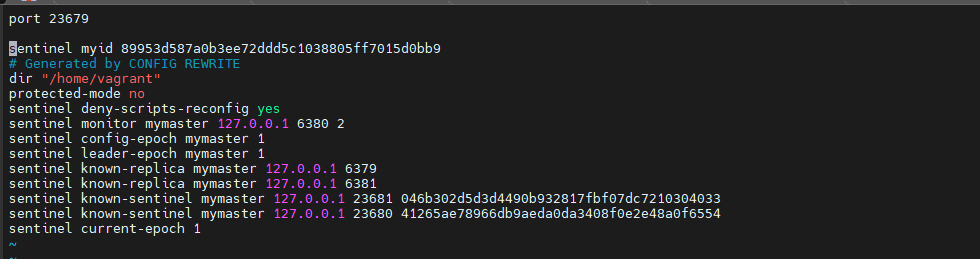 port 23679
sentinel myid 89953d587a0b3ee72ddd5c1038805ff7015d0bb9
# Generated by CONFIG REWRITE
dir "/home/vagrant"
protected-mode no
sentinel deny-scripts-reconfig yes
sentinel monitor mymaster 127.0.0.1 6380 2
sentinel config-epoch mymaster 1
sentinel leader-epoch mymaster 1
sentinel known-replica mymaster 127.0.0.1 6379
sentinel known-replica mymaster 127.0.0.1 6381
sentinel known-sentinel mymaster 127.0.0.1 23681 046b302d5d3d4490b932817fbf07dc7210304033
sentinel known-sentinel mymaster 127.0.0.1 23680 41265ae78966db9aeda0da3408f0e2e48a0f6554
sentinel current-epoch 1
~
~